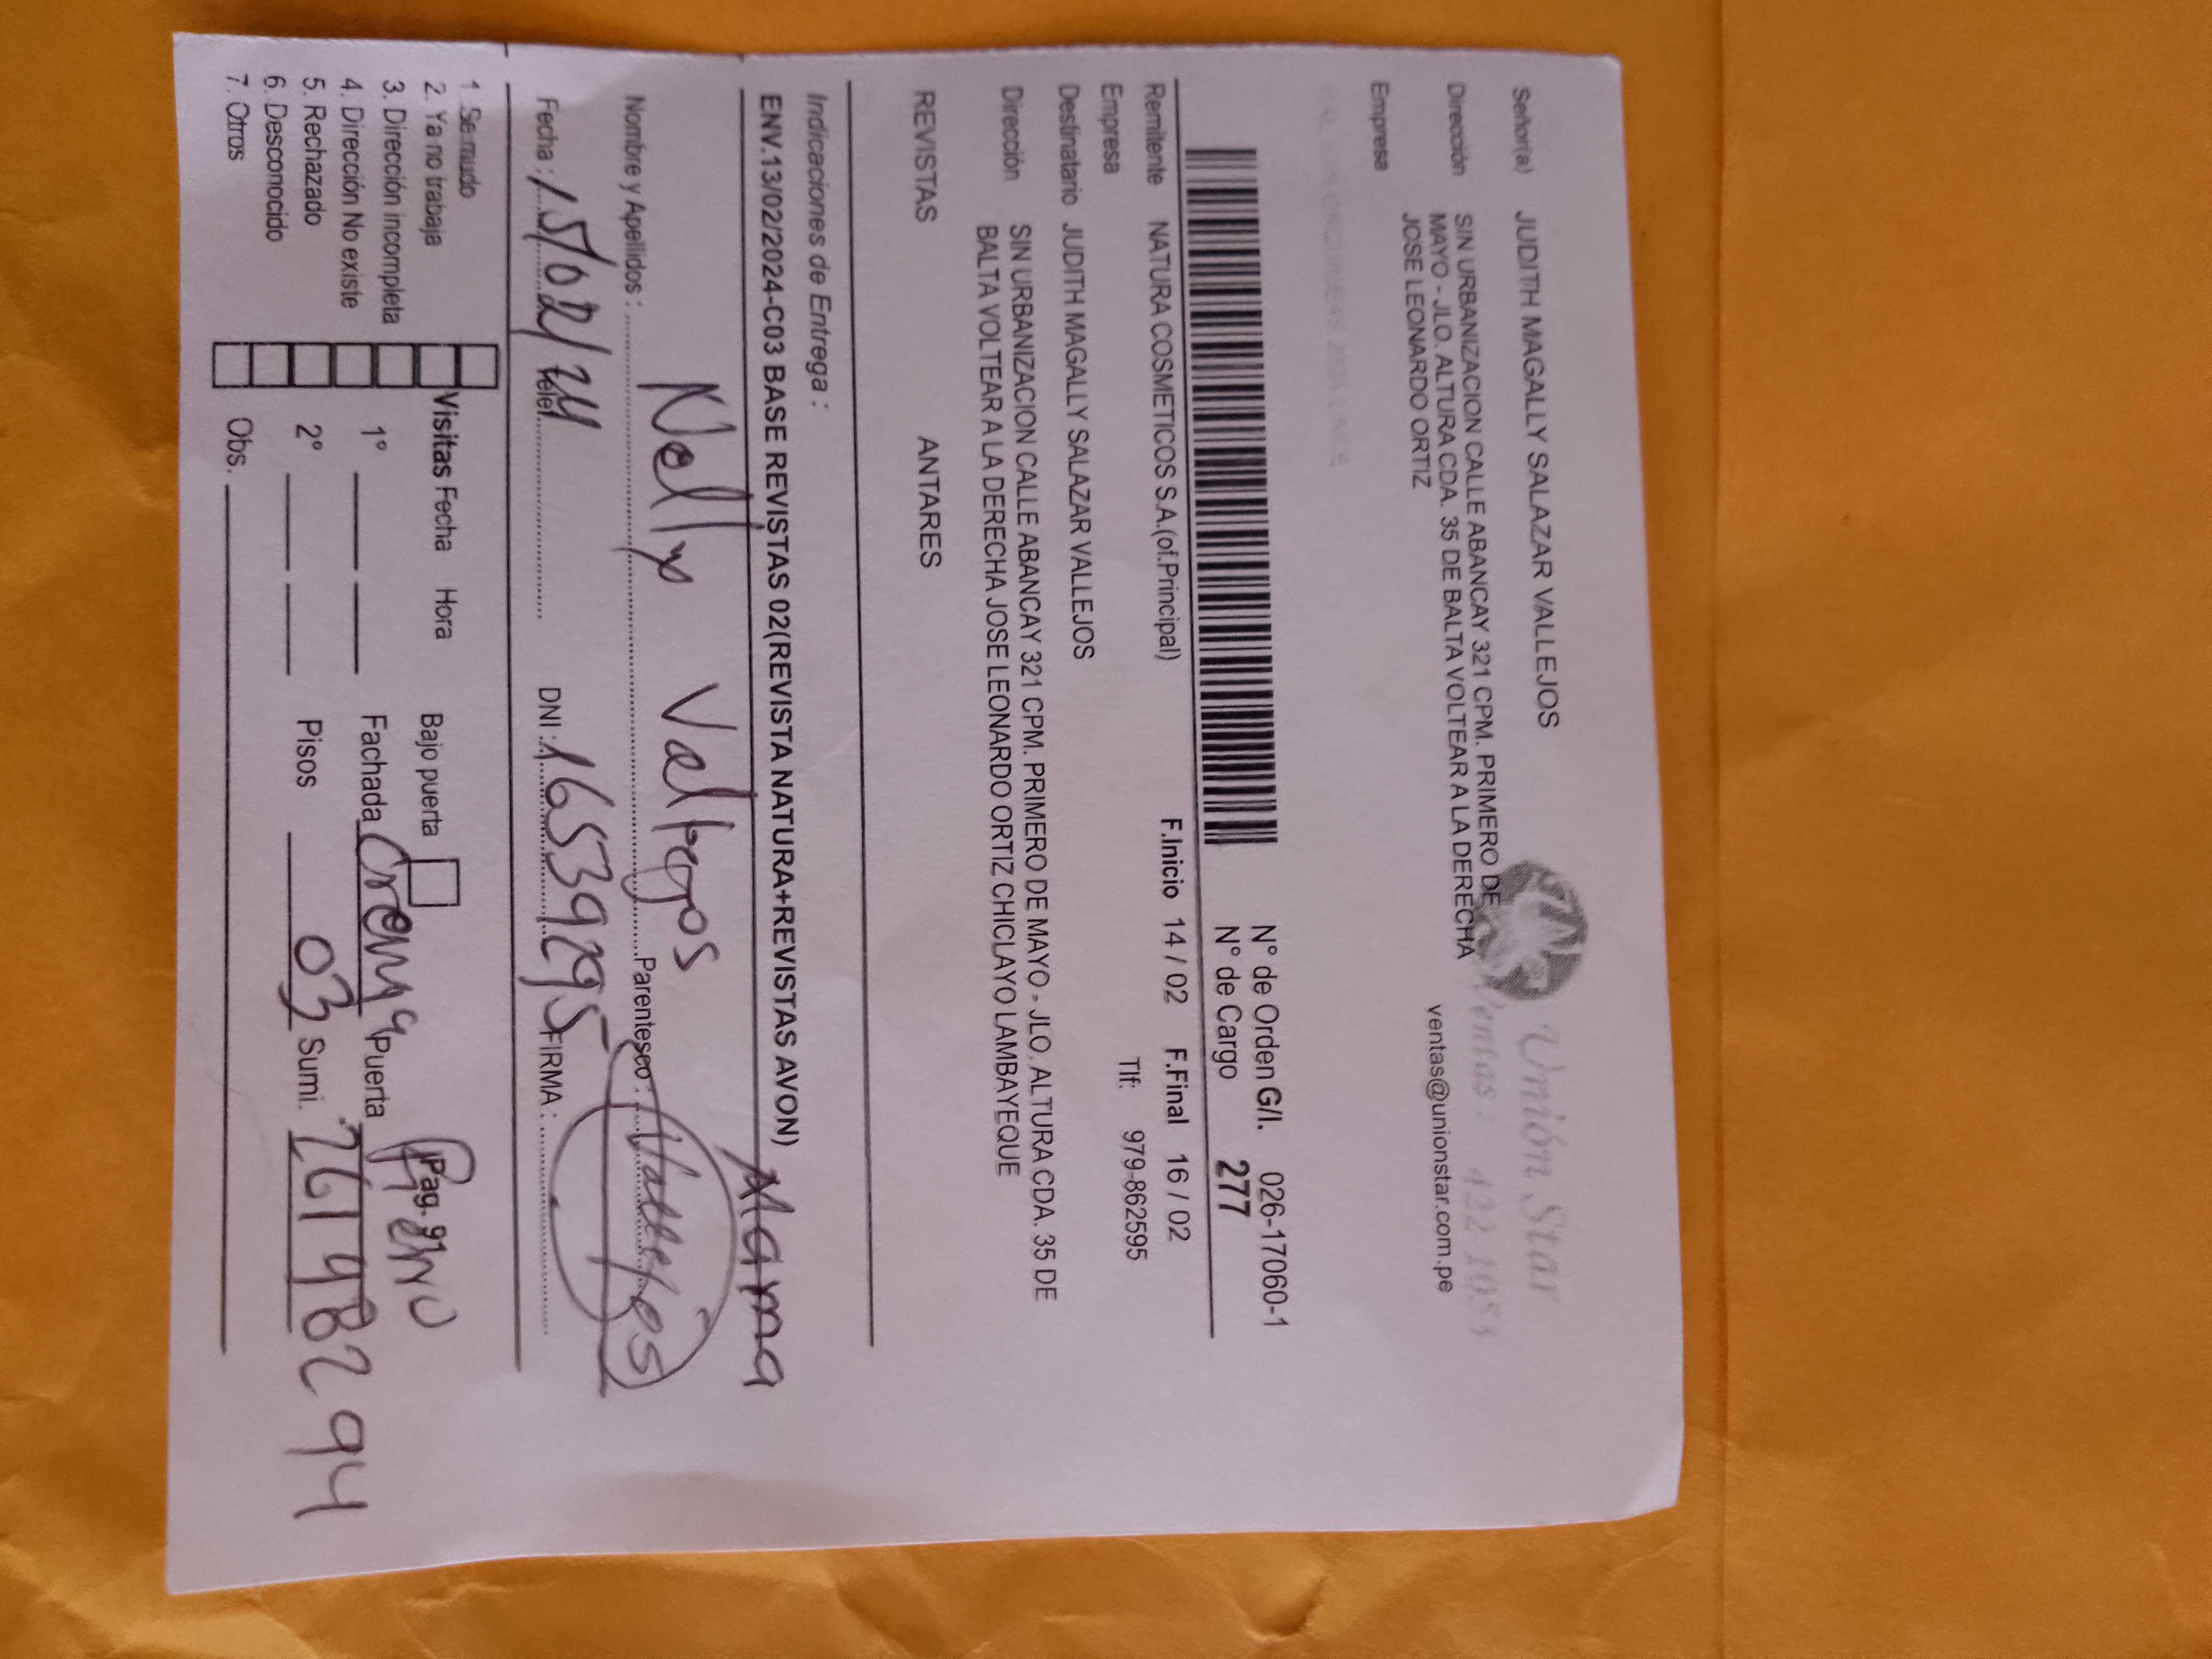 Unión Star
Ventas: 422 1053
ventas@unionstar.com.pe
Señor(a) JUDITH MAGALLY SALAZAR VALLEJOS
Dirección SIN URBANIZACION CALLE ABANCAY 321 CPM. PRIMERO DE
MAYO - JLO. ALTURA CDA. 35 DE BALTA VOLTEAR A LA DERECHA
JOSE LEONARDO ORTIZ
Empresa
N° de Orden G/I. 026-17060-1
N° de Cargo 277
Remitente NATURA COSMETICOS S.A.(of.Principal) F.Inicio 14 / 02 F.Final 16 / 02
Empresa Tlf: 979-862595
Destinatario JUDITH MAGALLY SALAZAR VALLEJOS
Dirección SIN URBANIZACION CALLE ABANCAY 321 CPM. PRIMERO DE MAYO - JLO. ALTURA CDA. 35 DE
BALTA VOLTEAR A LA DERECHA JOSE LEONARDO ORTIZ CHICLAYO LAMBAYEQUE
REVISTAS ANTARES
Indicaciones de Entrega :
ENV.13/02/2024-C03 BASE REVISTAS 02(REVISTA NATURA+REVISTAS AVON)
Mama
Nombre y Apellidos : Nelly Parentesco : Vallejos
Fecha : 15/02/24 Telef. DNI : 16539295 FIRMA :
1. Se mudo
2. Ya no trabaja Visitas Fecha Hora Bajo puerta Pag. 91
3. Dirección incompleta 1° Fachada Crema Puerta
4. Dirección No existe
5. Rechazado 2° Pisos 03 Sumi. 26198294
6. Desconocido
7. Otros Obs.